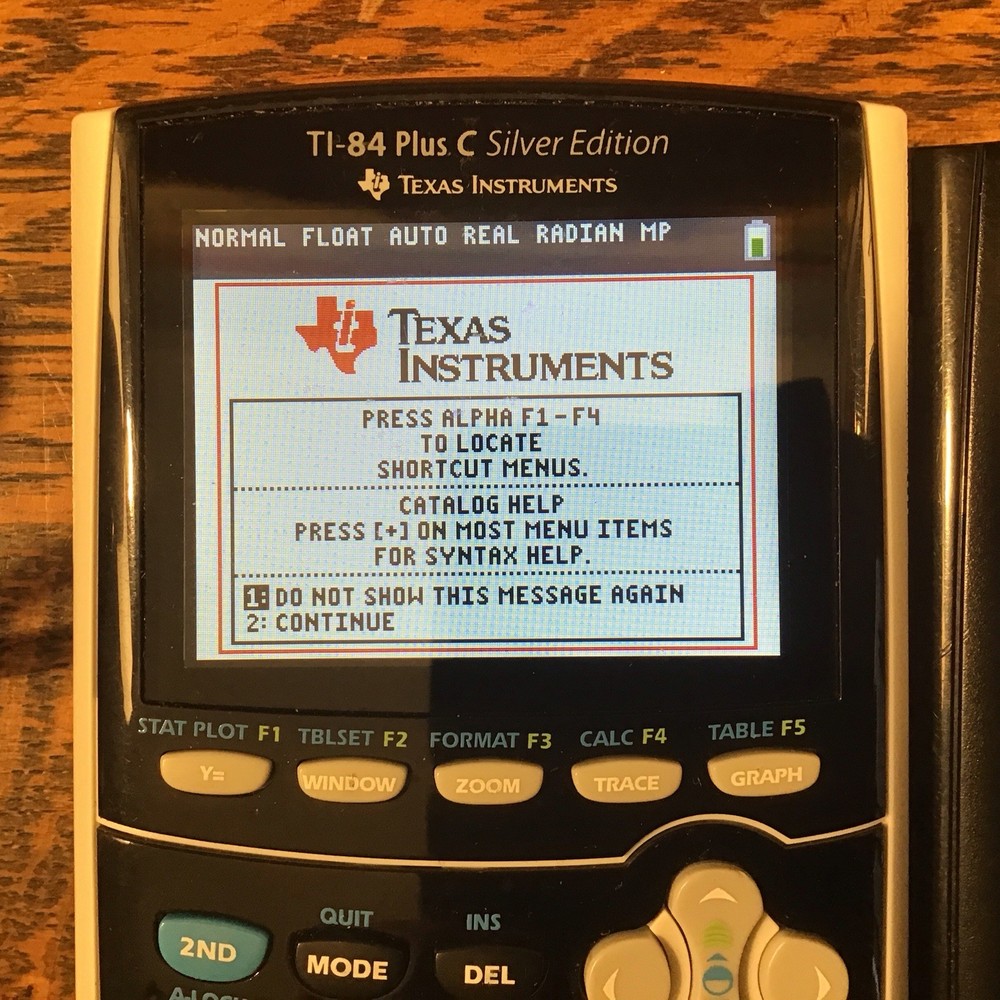 TI-84 Plus C Silver Edition
TEXAS INSTRUMENTS
NORMAL FLOAT AUTO REAL RADIAN MP
TEXAS
INSTRUMENTS
PRESS ALPHA F1-F4
TO LOCATE
SHORTCUT MENUS.
CATALOG HELP
PRESS [+] ON MOST MENU ITEMS
FOR SYNTAX HELP.
1: DO NOT SHOW THIS MESSAGE AGAIN
2: CONTINUE
STAT PLOT F1 TBLSET F2 FORMAT F3 CALC F4 TABLE F5
Y= WINDOW ZOOM TRACE GRAPH
QUIT INS
2ND MODE DEL
A-LOCK